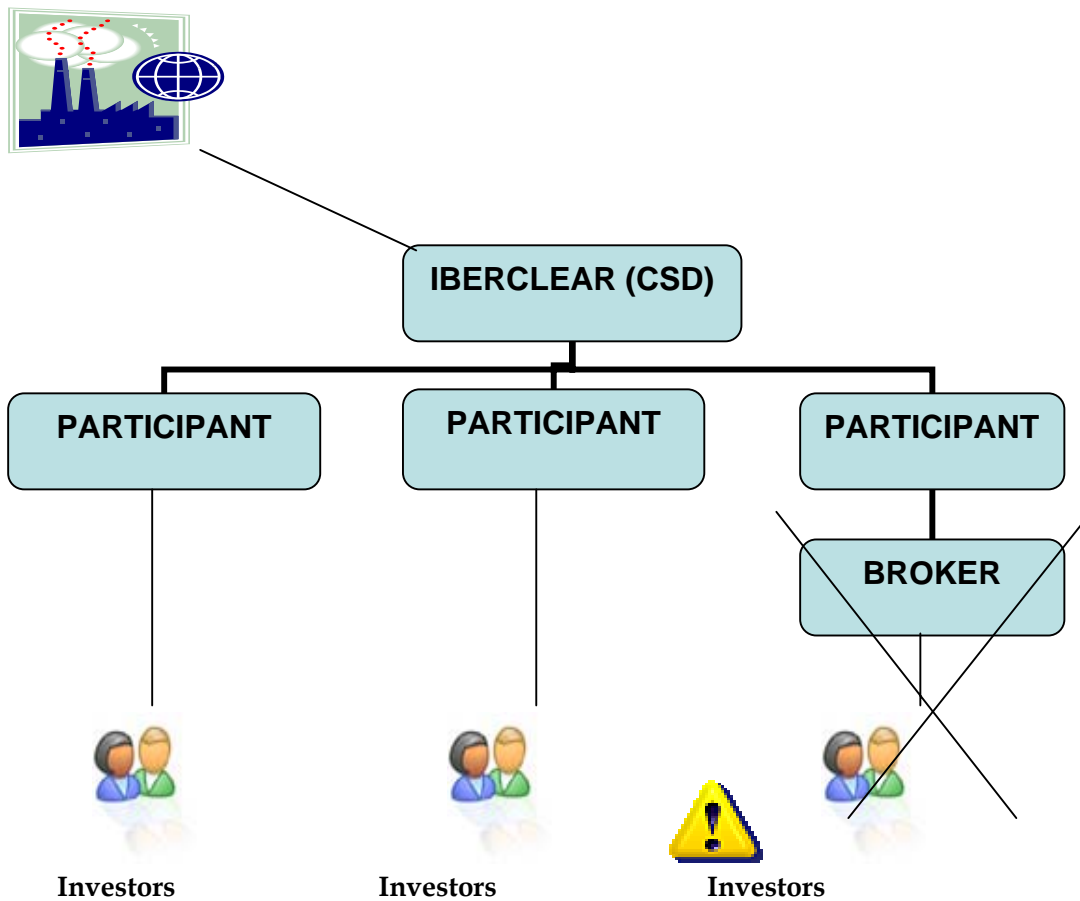 IBERCLEAR (CSD)
PARTICIPANT
PARTICIPANT
PARTICIPANT
BROKER
Investors
Investors
Investors